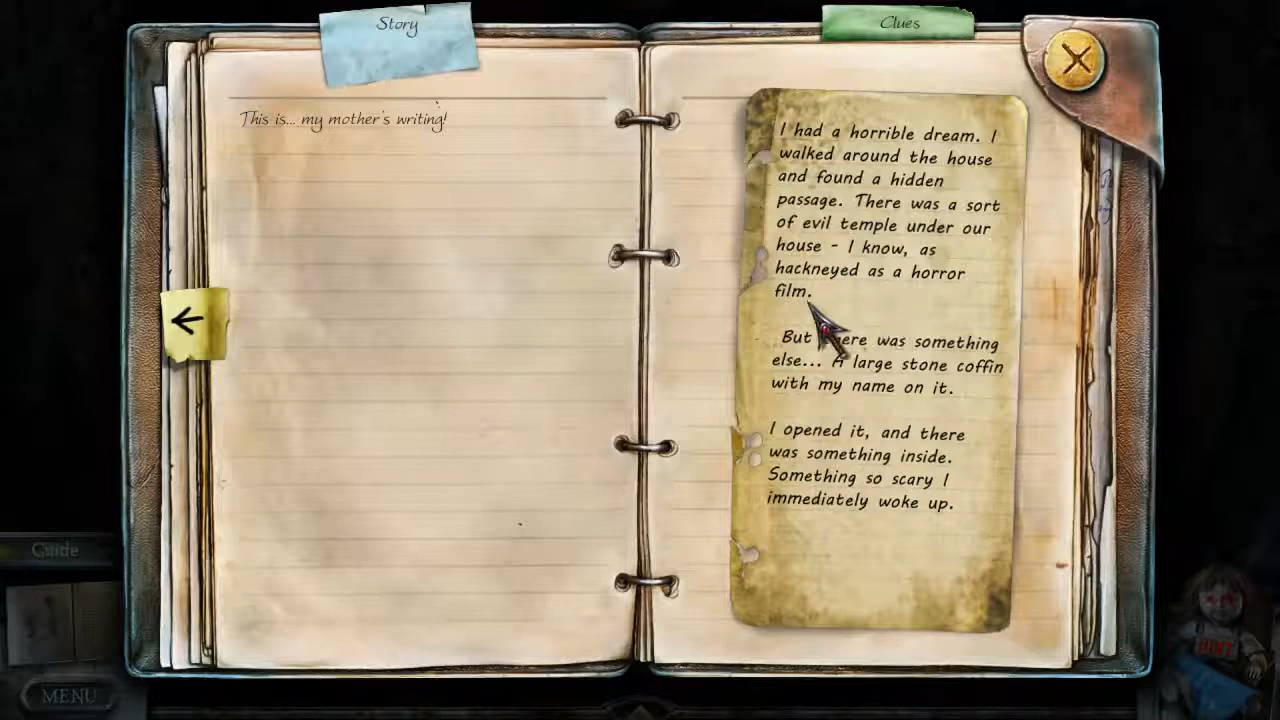 Story
Clues
This is... my mother's writing!
I had a horrible dream. I
walked around the house
and found a hidden
passage. There was a sort
of evil temple under our
house - I know, as
hackneyed as a horror
film.
But there was something
else... A large stone coffin
with my name on it.
I opened it, and there
was something inside.
Something so scary I
immediately woke up.
Guide
MENU
HINT